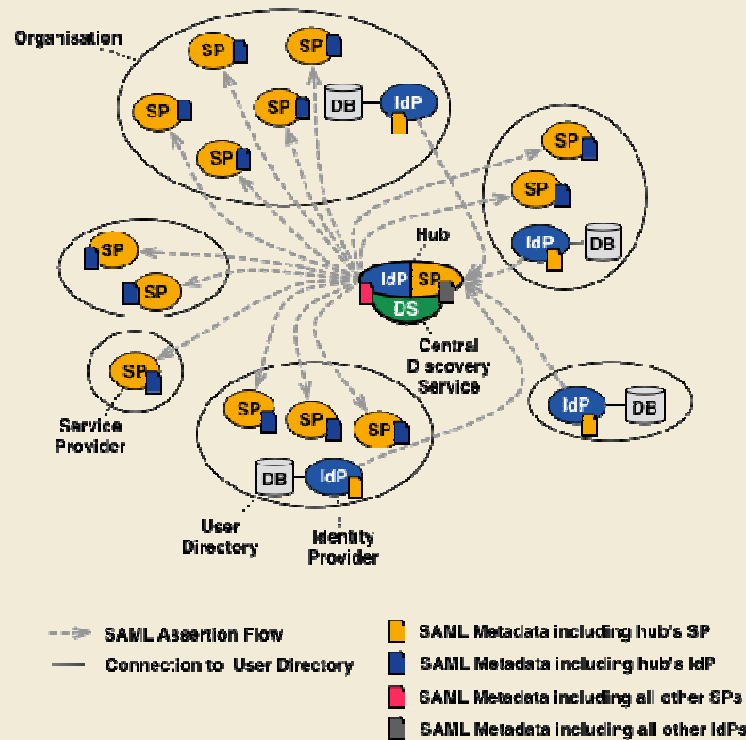 Organisation
SP
SP
SP
SP
DB
IdP
SP
SP
SP
IdP
DB
SP
SP
Hub
IdP
SP
DS
Central
Discovery
Service
SP
Service
Provider
SP
SP
SP
DB
IdP
IdP
DB
User
Directory
Identity
Provider
SAML Assertion Flow
Connection to User Directory
SAML Metadata including hub's SP
SAML Metadata including hub's IdP
SAML Metadata including all other SPs
SAML Metadata including all other IdPs